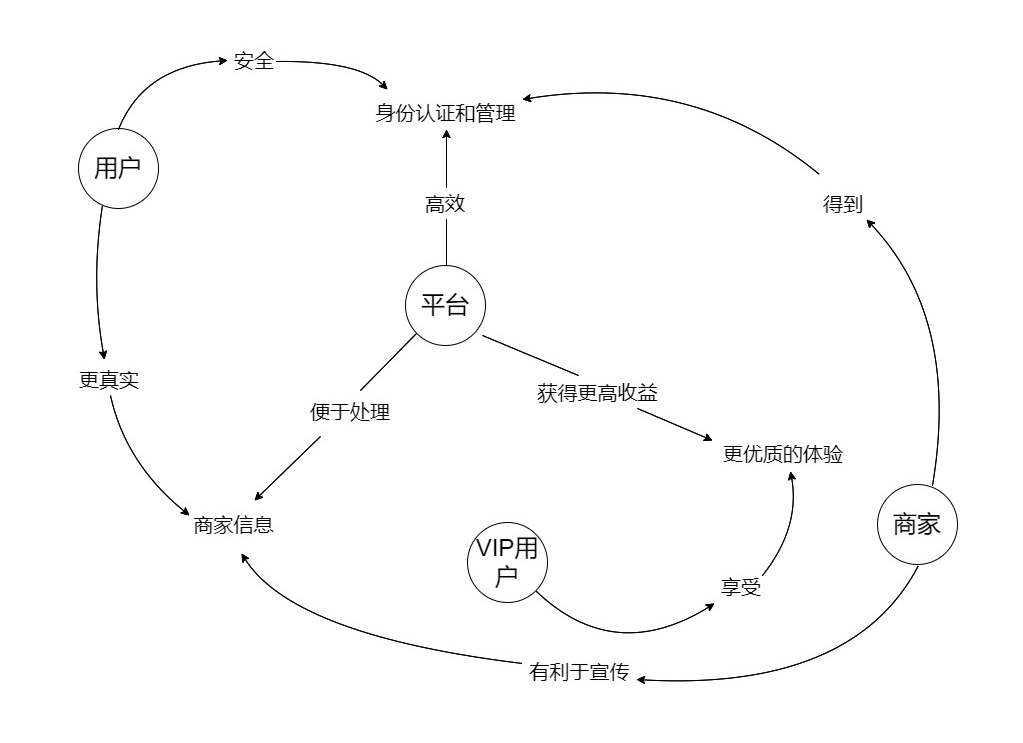 安全
身份认证和管理
用户
高效
得到
平台
更真实
获得更高收益
便于处理
更优质的体验
商家信息
商家
VIP用
户
享受
有利于宣传